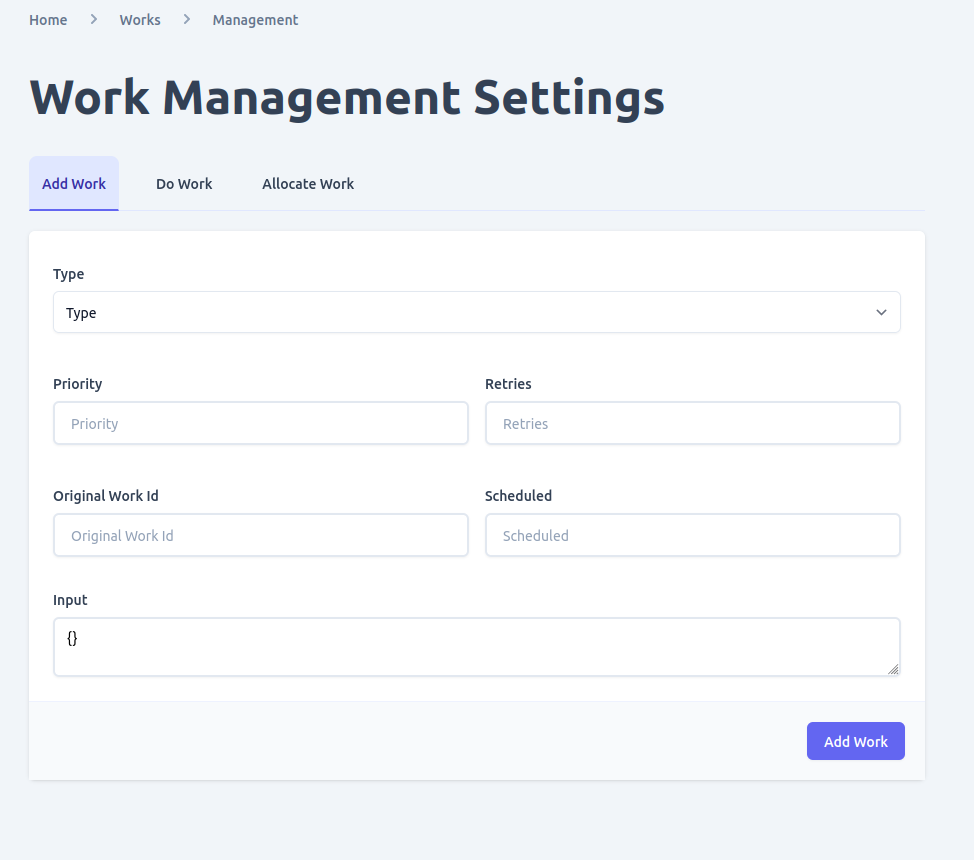 Home > Works > Management
Work Management Settings
Add Work Do Work Allocate Work
Type
Type
Priority Retries
Priority Retries
Original Work Id Scheduled
Original Work Id Scheduled
Input
{}
Add Work